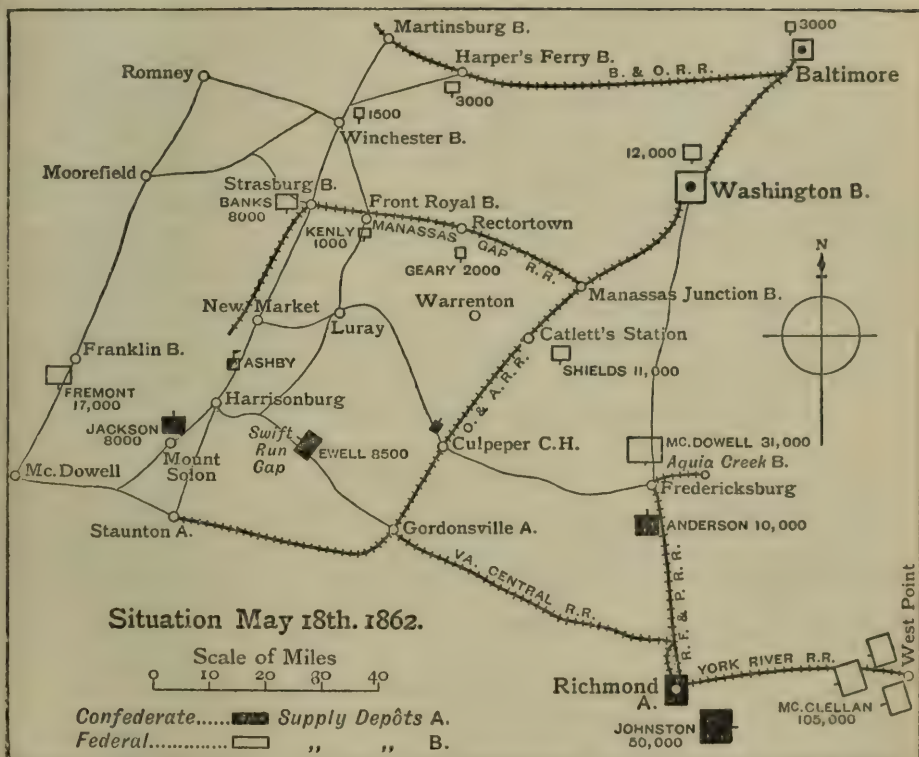 Martinsburg B.
3000
Harper's Ferry B.
B. & O. R. R.
Baltimore
Romney
3000
1500
Winchester B.
12,000
Moorefield
Strasburg B.
BANKS
8000
Front Royal B.
Washington B.
KENLY
1000
MANASSAS GAP R.R.
Rectortown
GEARY 2000
N
New Market
Luray
Warrenton
Manassas Junction B.
Catlett's Station
SHIELDS 11,000
Franklin B.
ASHBY
FREMONT
17,000
Harrisonburg
O. & A. R. R.
JACKSON
8000
Swift
Run
Gap
EWELL 8500
Culpeper C.H.
MC. DOWELL 31,000
Aquia Creek B.
Mc. Dowell
Mount
Solon
Fredericksburg
Staunton A.
Gordonsville A.
ANDERSON 10,000
VA. CENTRAL R.R.
R. F. & P. R. R.
West Point
Situation May 18th. 1862.
Scale of Miles
0 10 20 30 40
YORK RIVER R.R.
Richmond
A.
MC. CLELLAN
105,000
Confederate...... Supply Depôts A.
JOHNSTON
50,000
Federal.............. ,, ,, B.